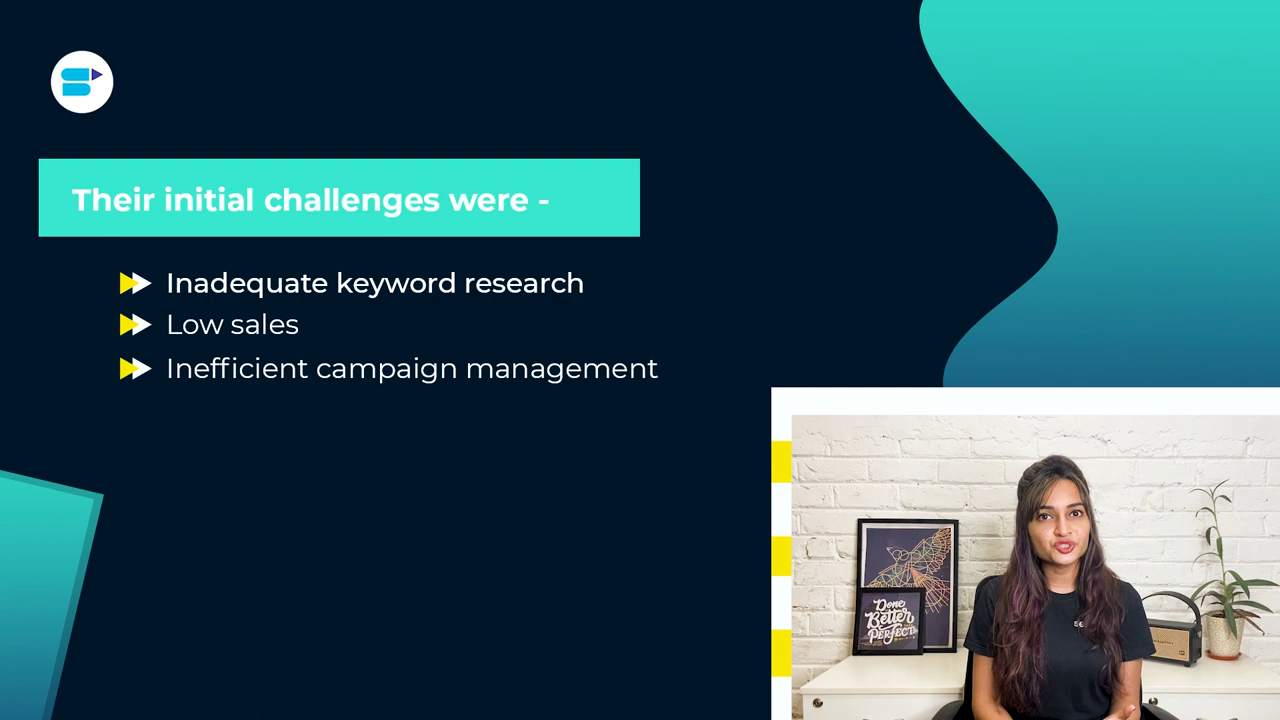 Their initial challenges were -
Inadequate keyword research
Low sales
Inefficient campaign management
Done
Better
PERFECT